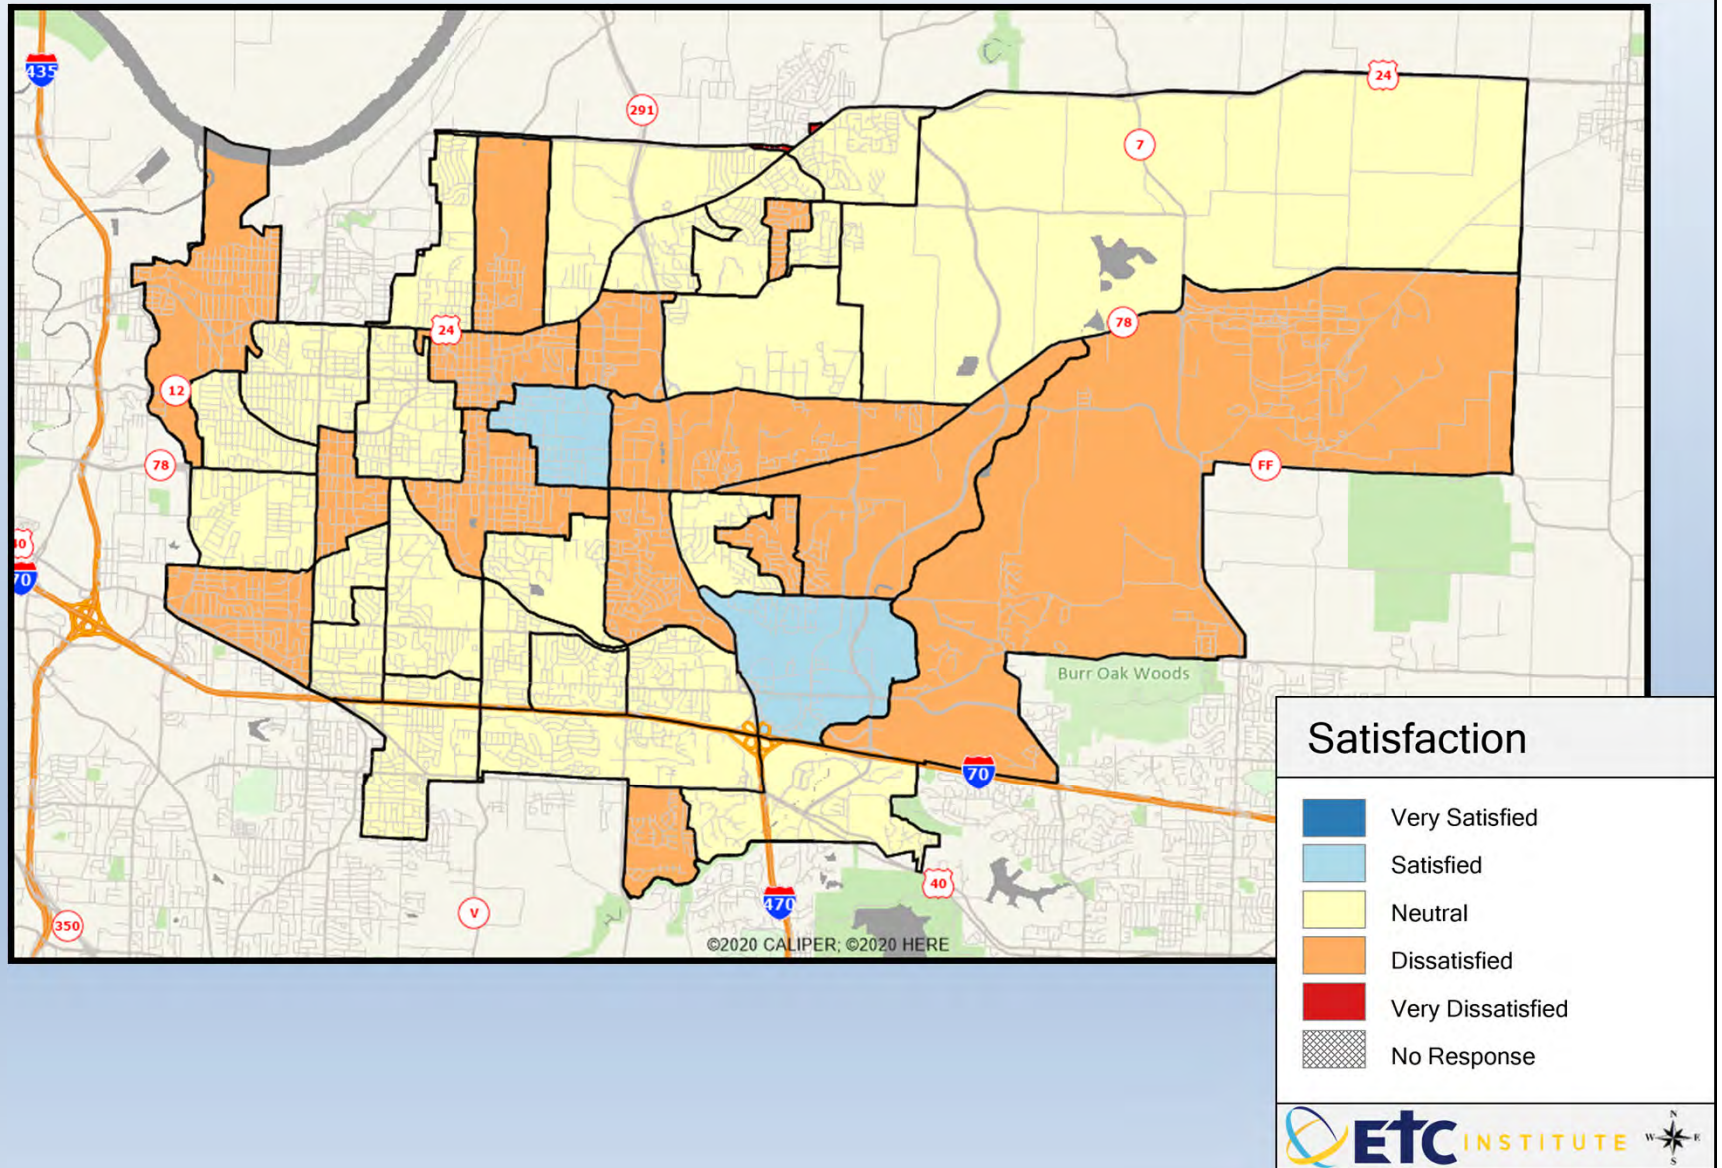 435
24
291
7
24
78
12
78
FF
40
70
Burr Oak Woods
70
40
470
V
350
©2020 CALIPER; ©2020 HERE
Satisfaction
Very Satisfied
Satisfied
Neutral
Dissatisfied
Very Dissatisfied
No Response
ETC INSTITUTE
N
W E
S